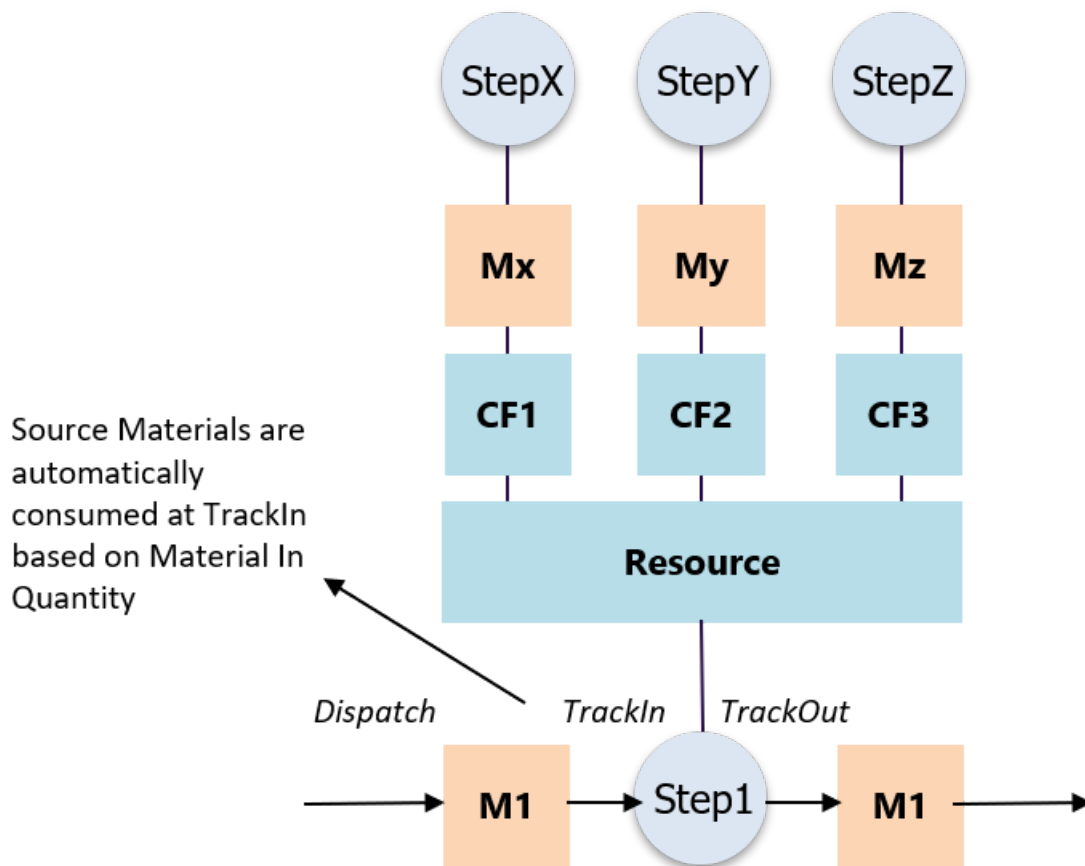 StepX
StepY
StepZ
Mx
My
Mz
CF1
CF2
CF3
Source Materials are
automatically
consumed at TrackIn
based on Material In
Quantity
Resource
Dispatch
TrackIn
TrackOut
M1
Step1
M1